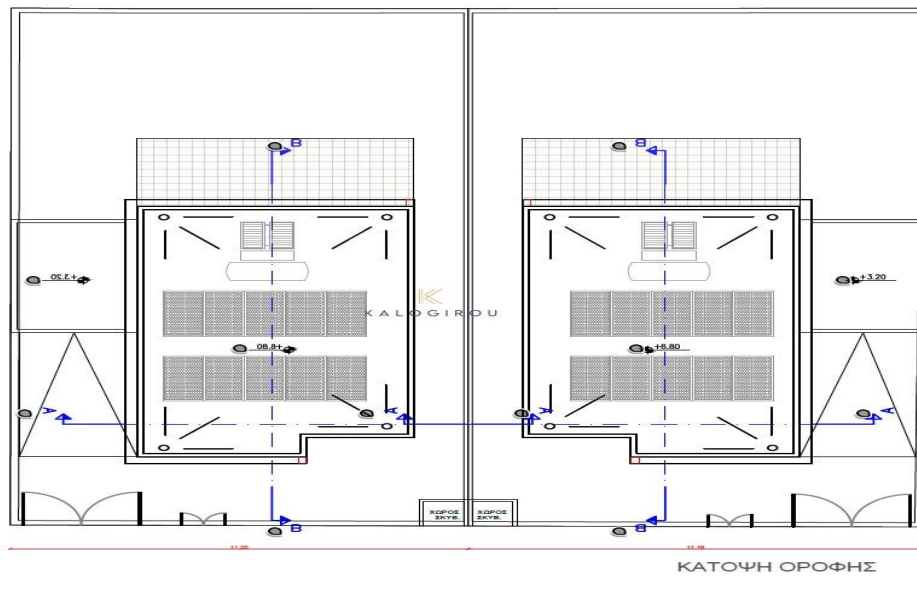 B B
+3.20 +3.20
KALOGIROU
+6.80 +6.80
A A A A
ΧΩΡΟΣ ΣΚΥΒ. ΧΩΡΟΣ ΣΚΥΒ.
B B
ΚΑΤΟΨΗ ΟΡΟΦΗΣ